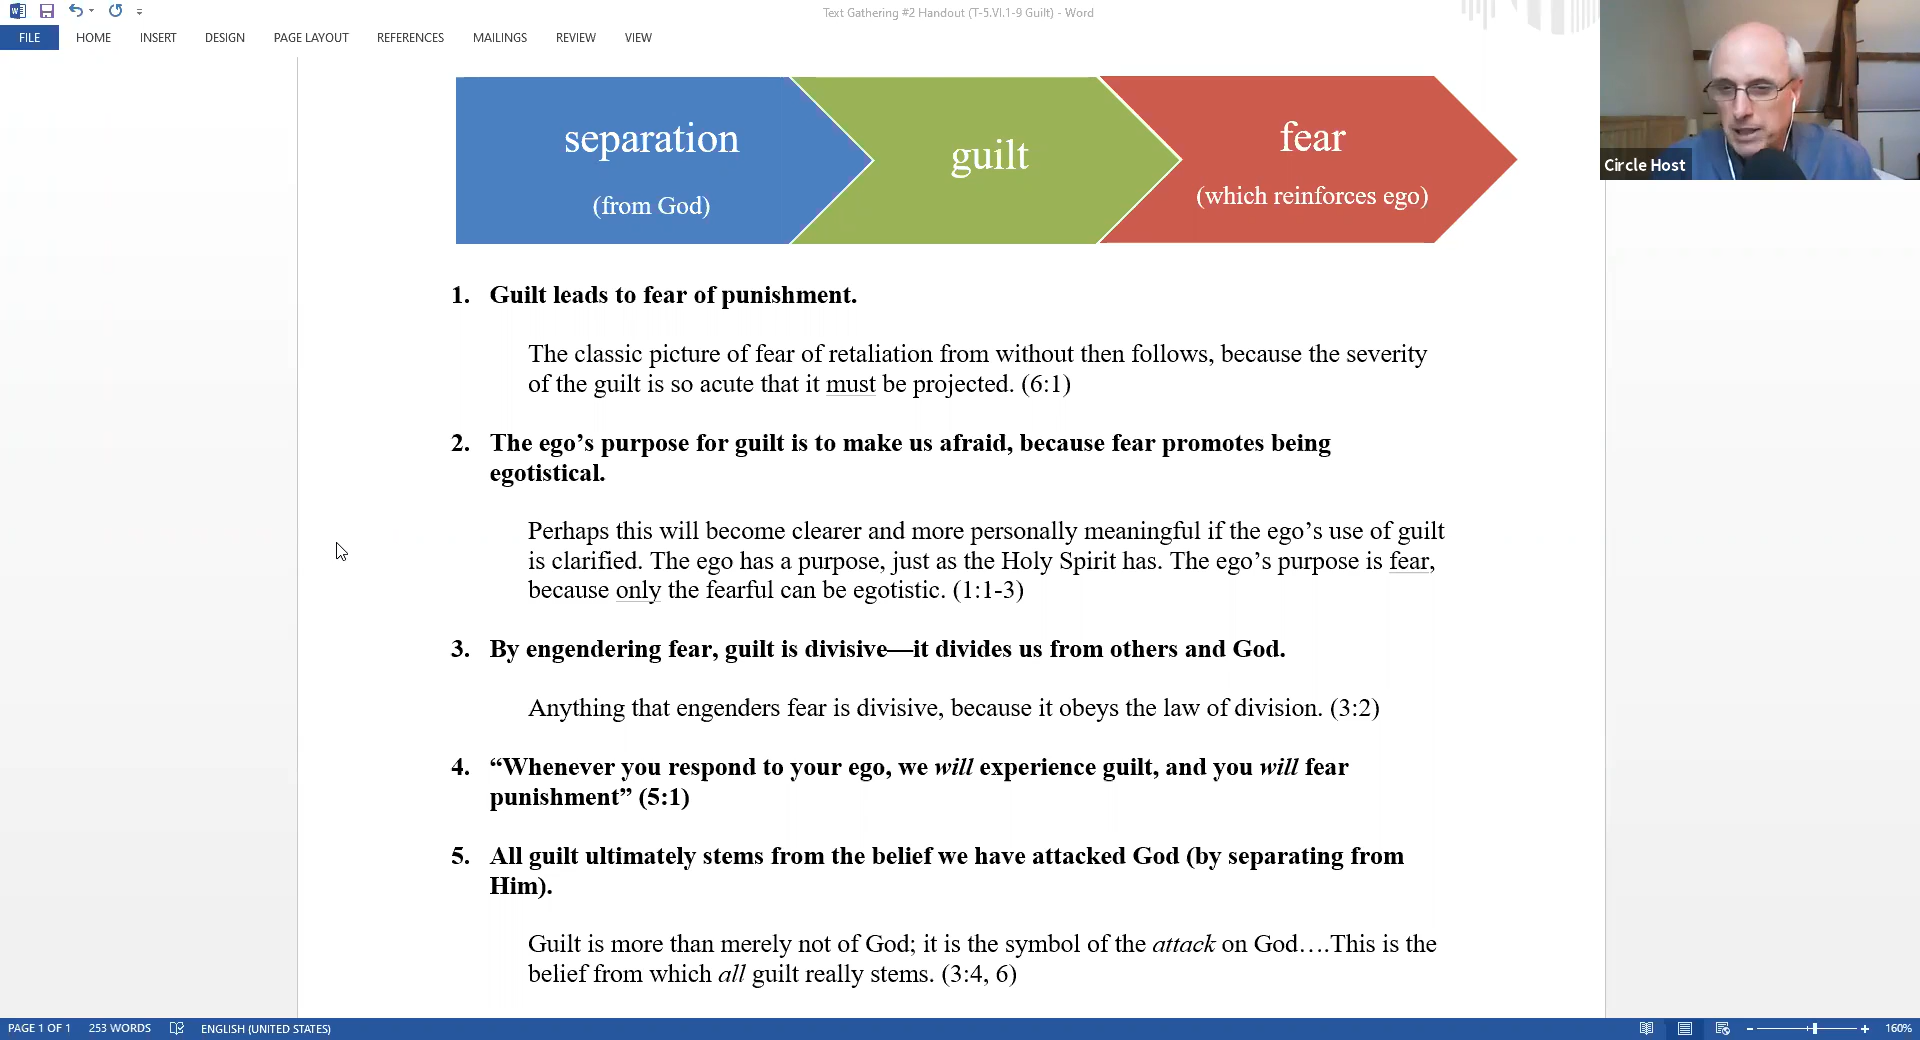 Text Gathering #2 Handout (T-5.VI.1-9 Guilt) - Word
FILE HOME INSERT DESIGN PAGE LAYOUT REFERENCES MAILINGS REVIEW VIEW
Circle Host
separation
(from God)
guilt
fear
(which reinforces ego)
1. Guilt leads to fear of punishment.
The classic picture of fear of retaliation from without then follows, because the severity
of the guilt is so acute that it must be projected. (6:1)
2. The ego’s purpose for guilt is to make us afraid, because fear promotes being
egotistical.
Perhaps this will become clearer and more personally meaningful if the ego’s use of guilt
is clarified. The ego has a purpose, just as the Holy Spirit has. The ego’s purpose is fear,
because only the fearful can be egotistic. (1:1-3)
3. By engendering fear, guilt is divisive—it divides us from others and God.
Anything that engenders fear is divisive, because it obeys the law of division. (3:2)
4. “Whenever you respond to your ego, we will experience guilt, and you will fear
punishment” (5:1)
5. All guilt ultimately stems from the belief we have attacked God (by separating from
Him).
Guilt is more than merely not of God; it is the symbol of the attack on God….This is the
belief from which all guilt really stems. (3:4, 6)
PAGE 1 OF 1 253 WORDS ENGLISH (UNITED STATES) 160%